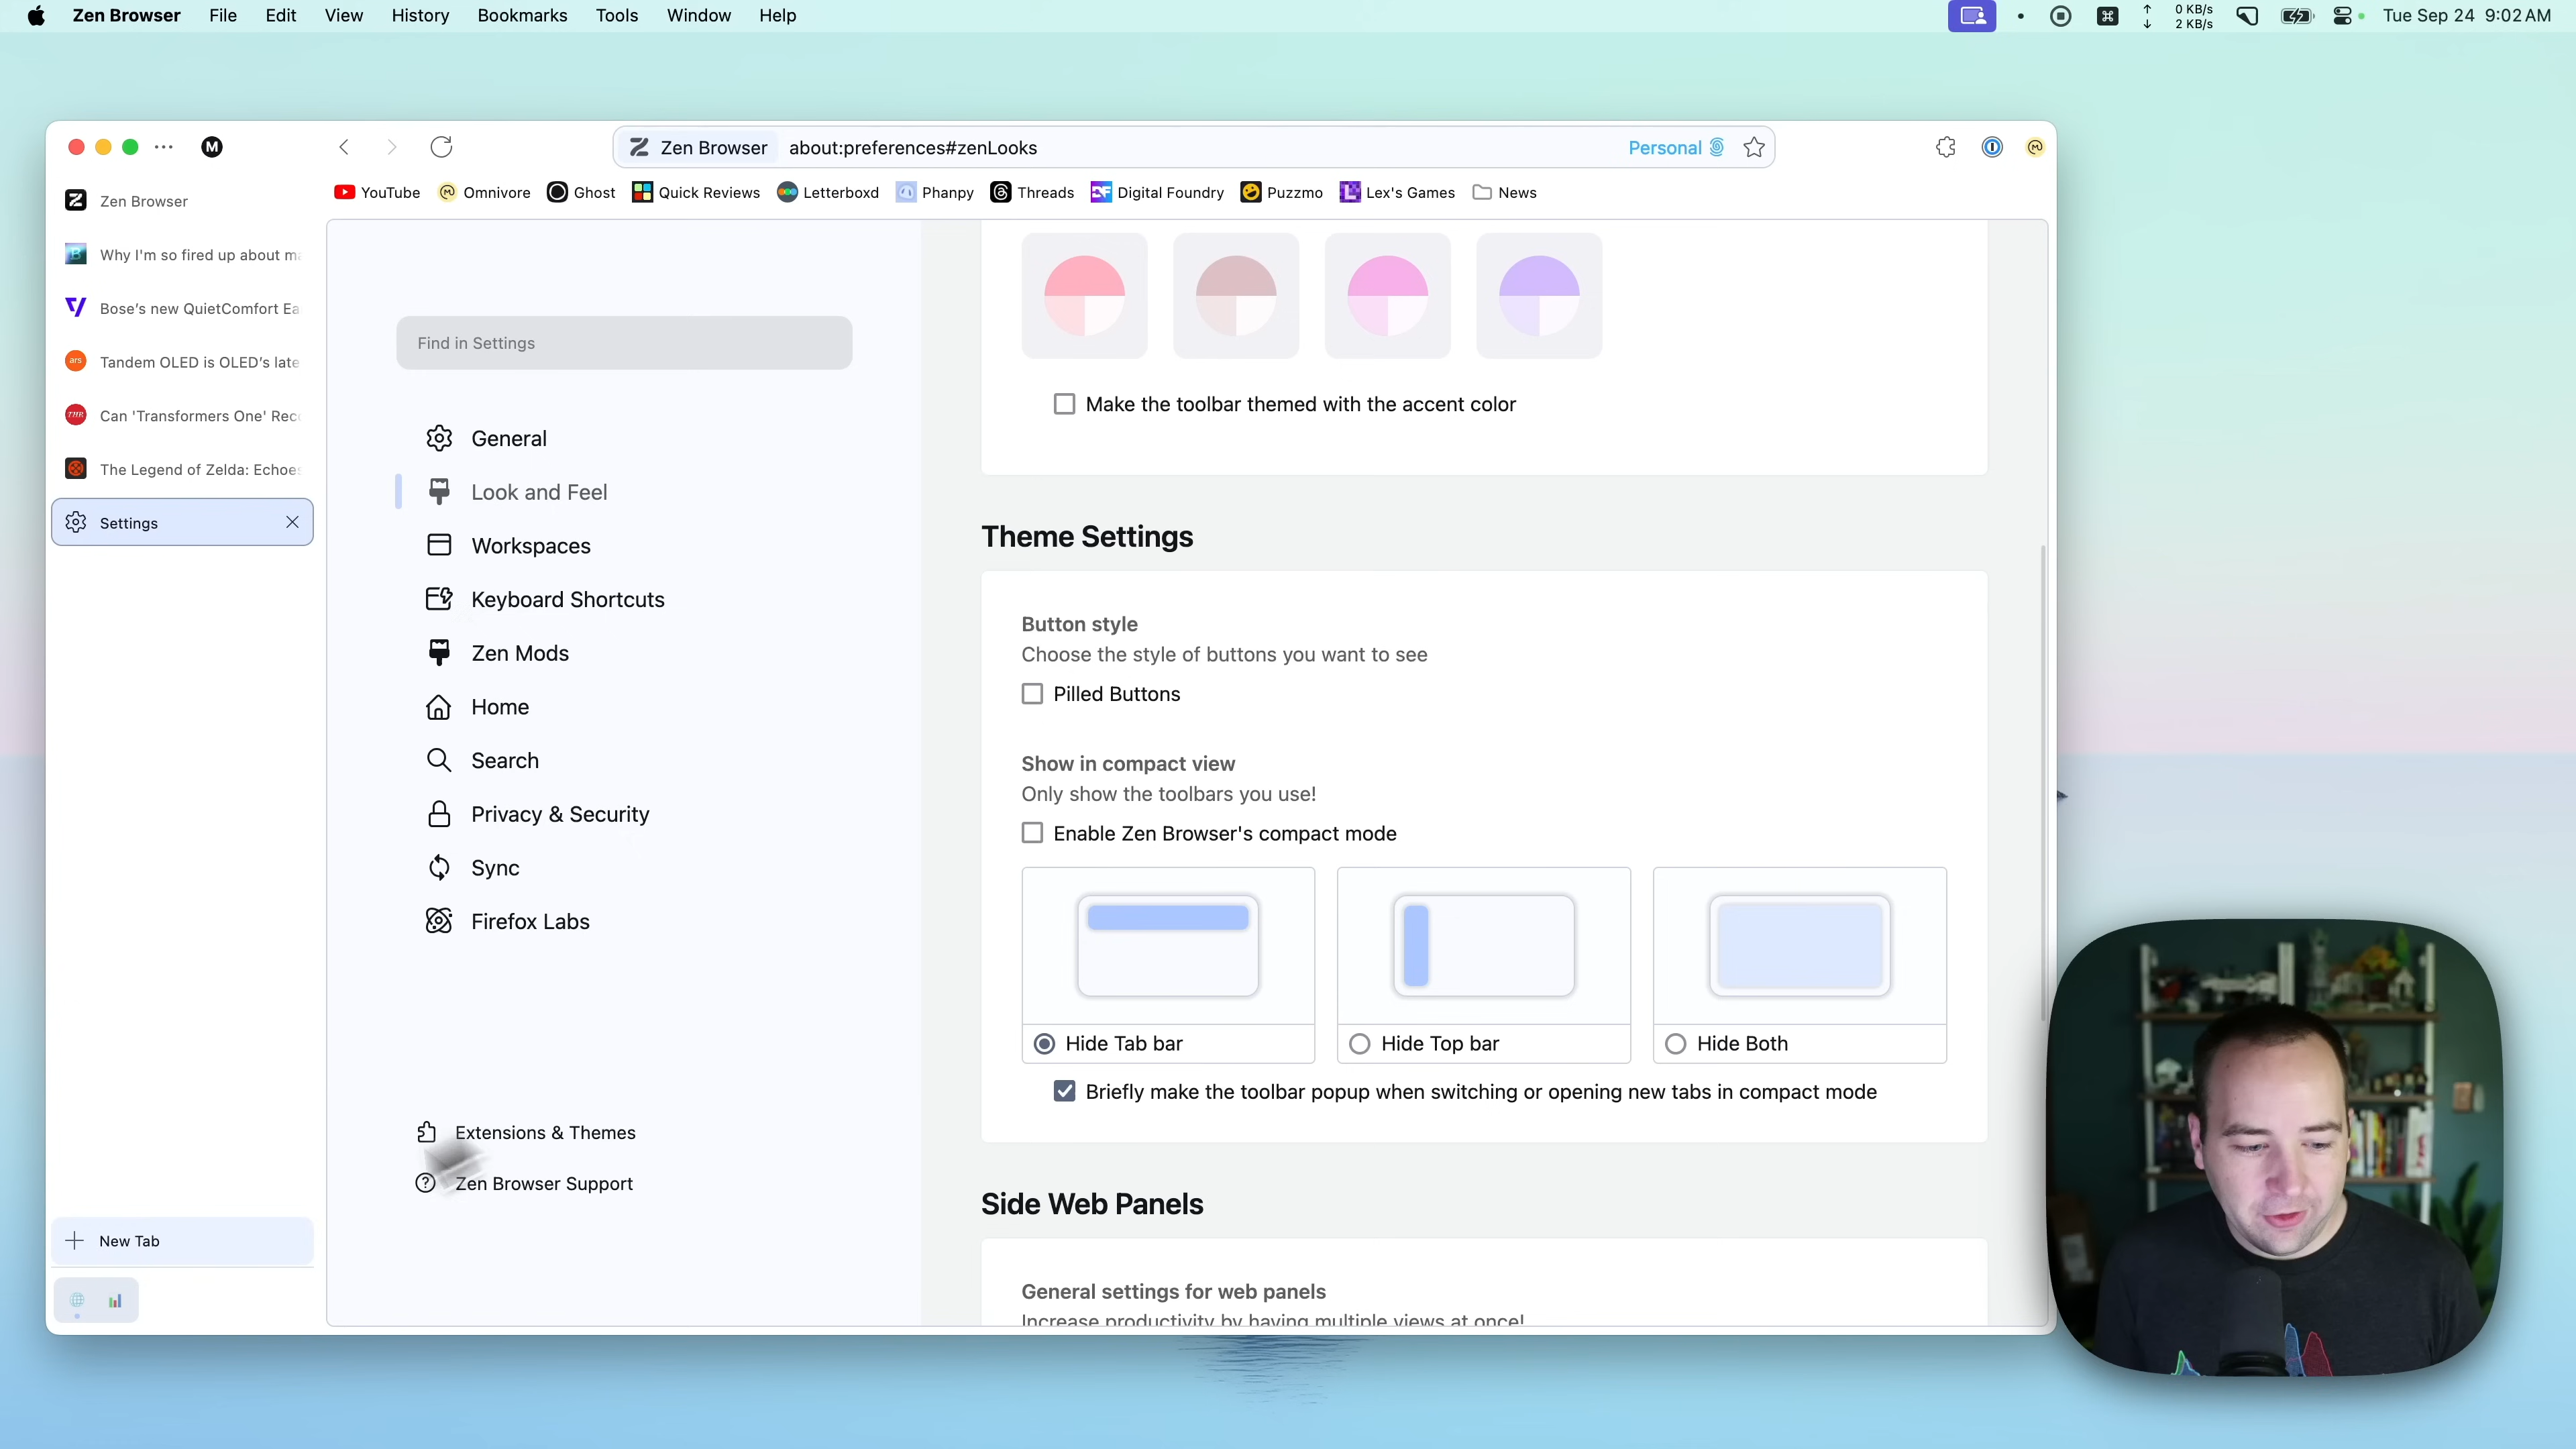 Zen Browser File Edit View History Bookmarks Tools Window Help
0 KB/s
2 KB/s
Tue Sep 24 9:02 AM
M
Zen Browser about:preferences#zenLooks Personal
YouTube Omnivore Ghost Quick Reviews Letterboxd Phanpy Threads Digital Foundry Puzzmo Lex's Games News
Zen Browser
Why I'm so fired up about ma
Bose's new QuietComfort Ea
ars
Tandem OLED is OLED's late
THR
Can 'Transformers One' Rec
The Legend of Zelda: Echoes
Settings
New Tab
Find in Settings
General
Look and Feel
Workspaces
Keyboard Shortcuts
Zen Mods
Home
Search
Privacy & Security
Sync
Firefox Labs
Extensions & Themes
Zen Browser Support
Make the toolbar themed with the accent color
Theme Settings
Button style
Choose the style of buttons you want to see
Pilled Buttons
Show in compact view
Only show the toolbars you use!
Enable Zen Browser's compact mode
Hide Tab bar
Hide Top bar
Hide Both
Briefly make the toolbar popup when switching or opening new tabs in compact mode
Side Web Panels
General settings for web panels
Increase productivity by having multiple views at once!